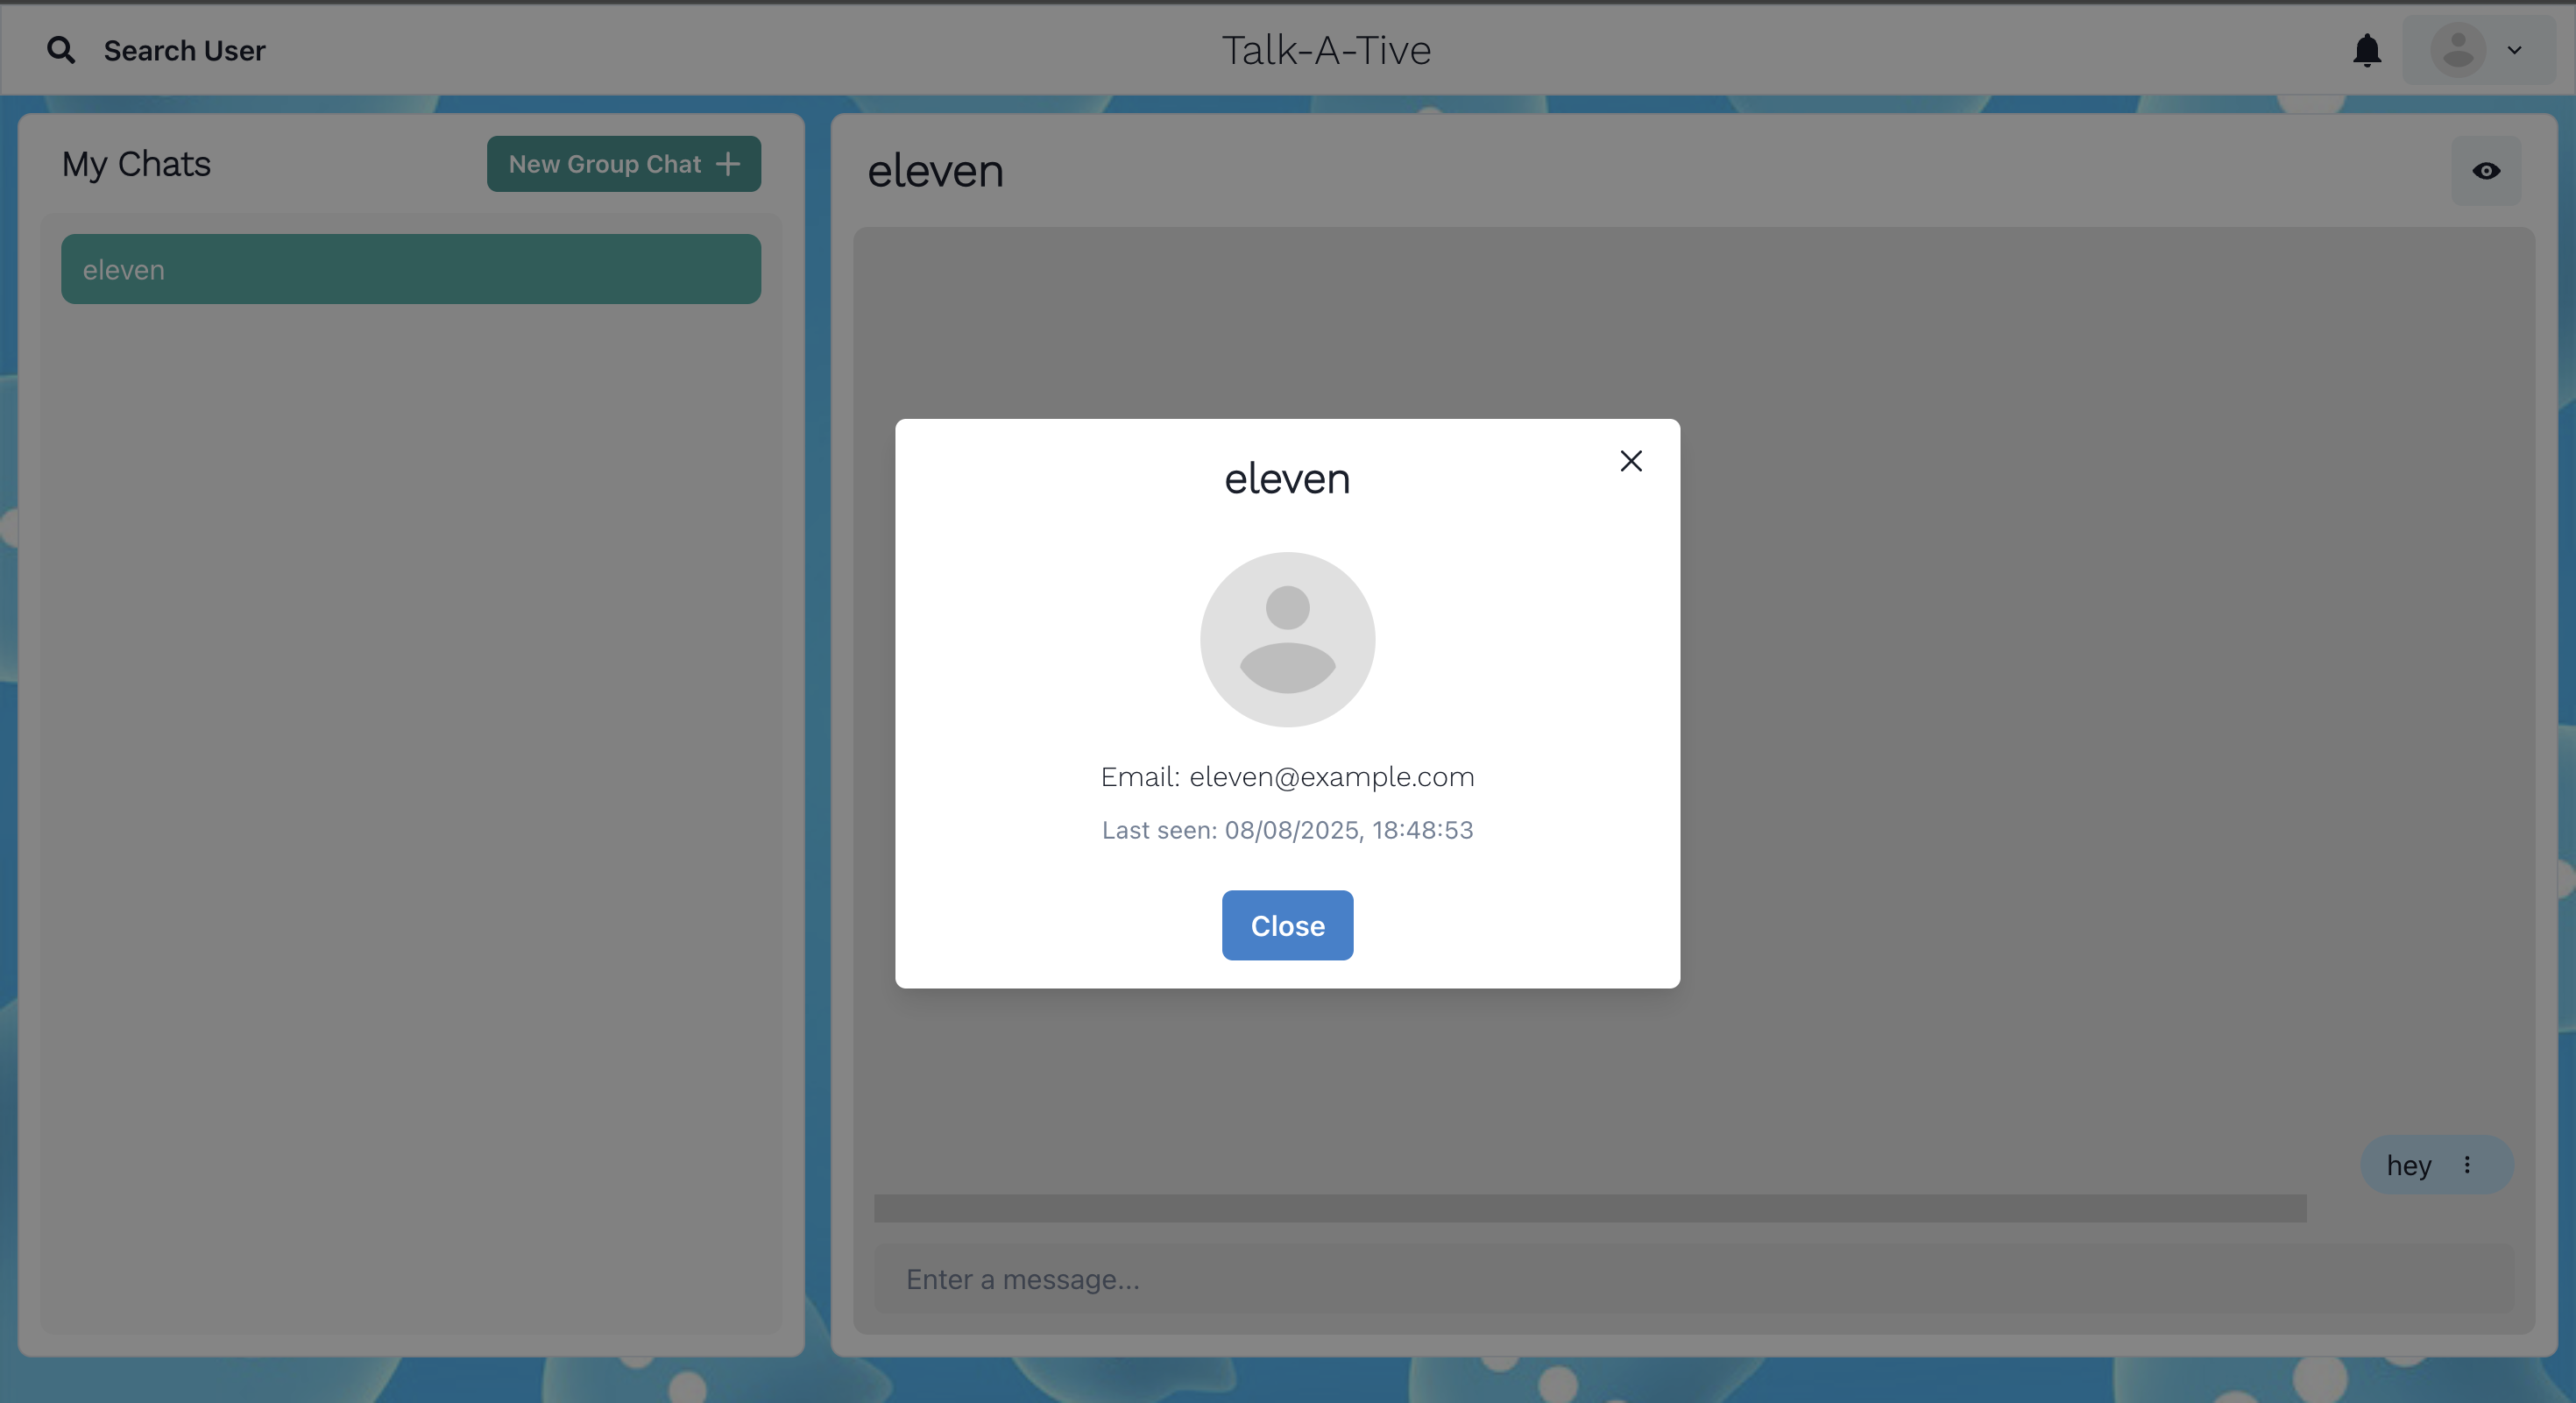 Search User
Talk-A-Tive
My Chats
New Group Chat
eleven
eleven
eleven
Email: eleven@example.com
Last seen: 08/08/2025, 18:48:53
Close
hey
Enter a message...